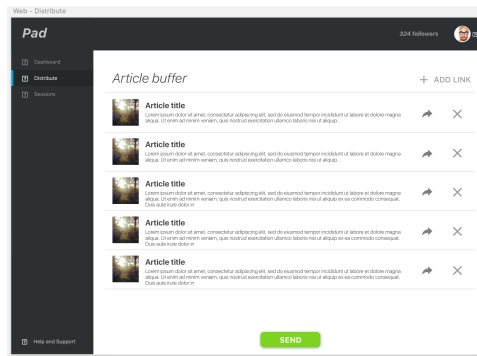 Web - Distribute
Pad
324 followers
Dashboard
Distribute
Sessions
Article buffer
+ ADD LINK
Article title
Lorem ipsum dolor sit amet, consectetur adipiscing elit, sed do eiusmod tempor incididunt ut labore et dolore magna
aliqua. Ut enim ad minim veniam, quis nostrud exercitation ullamco laboris nisi ut aliquip...
Article title
Lorem ipsum dolor sit amet, consectetur adipiscing elit, sed do eiusmod tempor incididunt ut labore et dolore magna
aliqua. Ut enim ad minim veniam, quis nostrud exercitation ullamco laboris nisi ut aliquip...
Article title
Lorem ipsum dolor sit amet, consectetur adipiscing elit, sed do eiusmod tempor incididunt ut labore et dolore magna
aliqua. Ut enim ad minim veniam, quis nostrud exercitation ullamco laboris nisi ut aliquip ex ea commodo consequat.
Duis aute irure dolor in
Article title
Lorem ipsum dolor sit amet, consectetur adipiscing elit, sed do eiusmod tempor incididunt ut labore et dolore magna
aliqua. Ut enim ad minim veniam, quis nostrud exercitation ullamco laboris nisi ut aliquip ex ea commodo consequat.
Duis aute irure dolor in
Article title
Lorem ipsum dolor sit amet, consectetur adipiscing elit, sed do eiusmod tempor incididunt ut labore et dolore magna
aliqua. Ut enim ad minim veniam, quis nostrud exercitation ullamco laboris nisi ut aliquip ex ea commodo consequat.
Duis aute irure dolor in
Help and Support
SEND